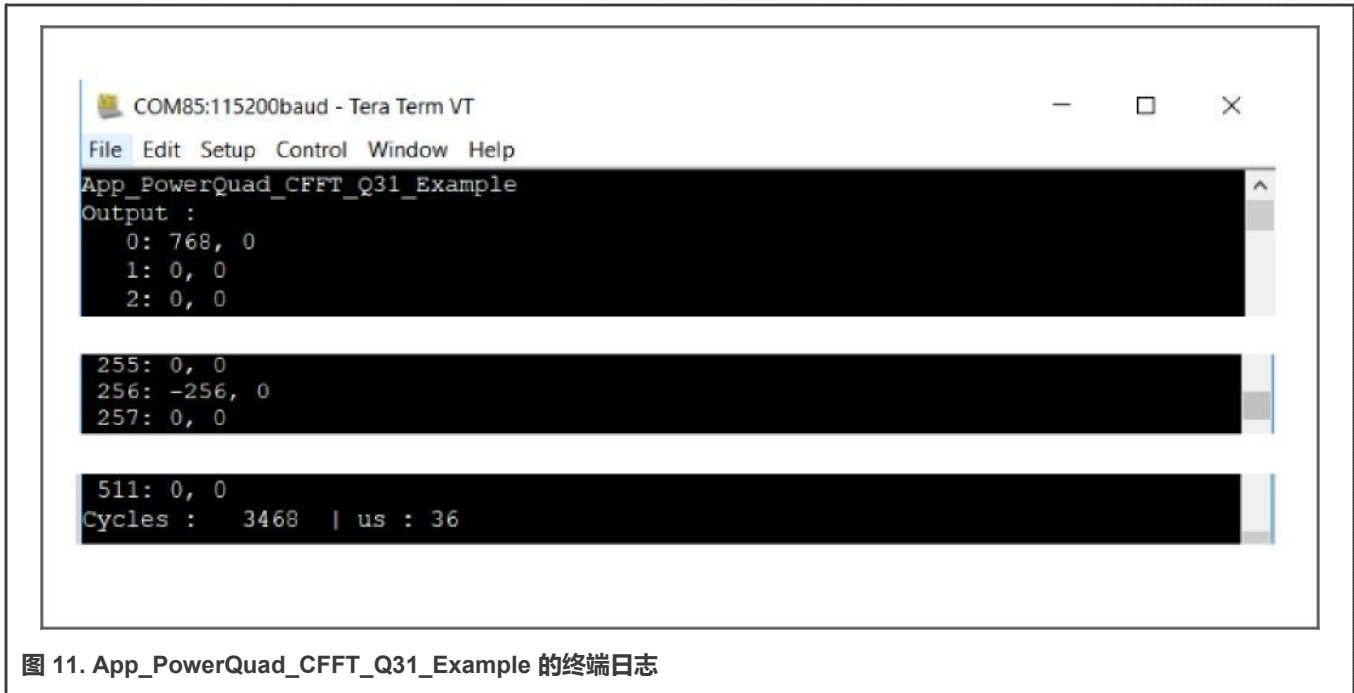 COM85:115200baud - Tera Term VT
File Edit Setup Control Window Help
App_PowerQuad_CFFT_Q31_Example
Output :
0: 768, 0
1: 0, 0
2: 0, 0
255: 0, 0
256: -256, 0
257: 0, 0
511: 0, 0
Cycles : 3468 | us : 36
图 11. App_PowerQuad_CFFT_Q31_Example 的终端日志